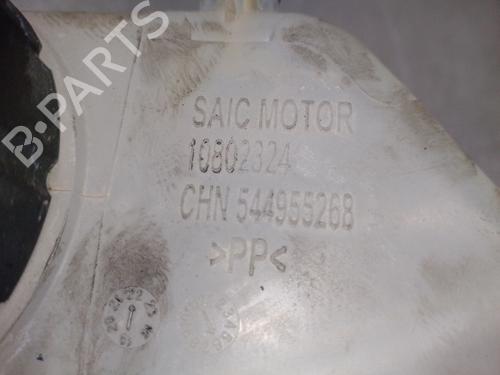 B-PARTS
SAIC MOTOR
10802324
CHN 544955268
>PP<